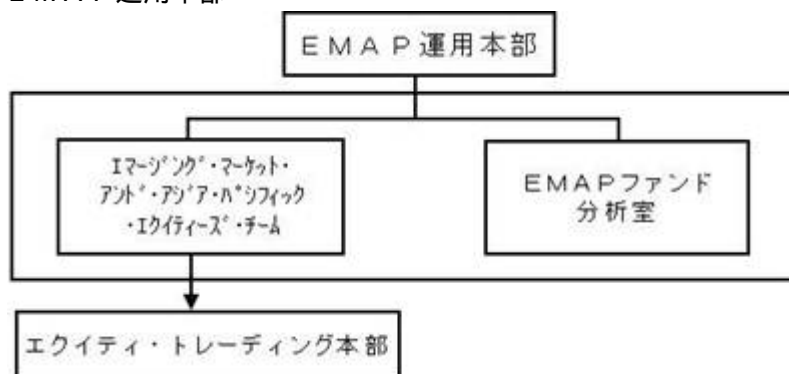 EMAP運用本部
エマージング・マーケット・
アンド・アジア・パシフィック
・エクイティーズ・チーム
EMAPファンド
分析室
エクイティ・トレーディング本部